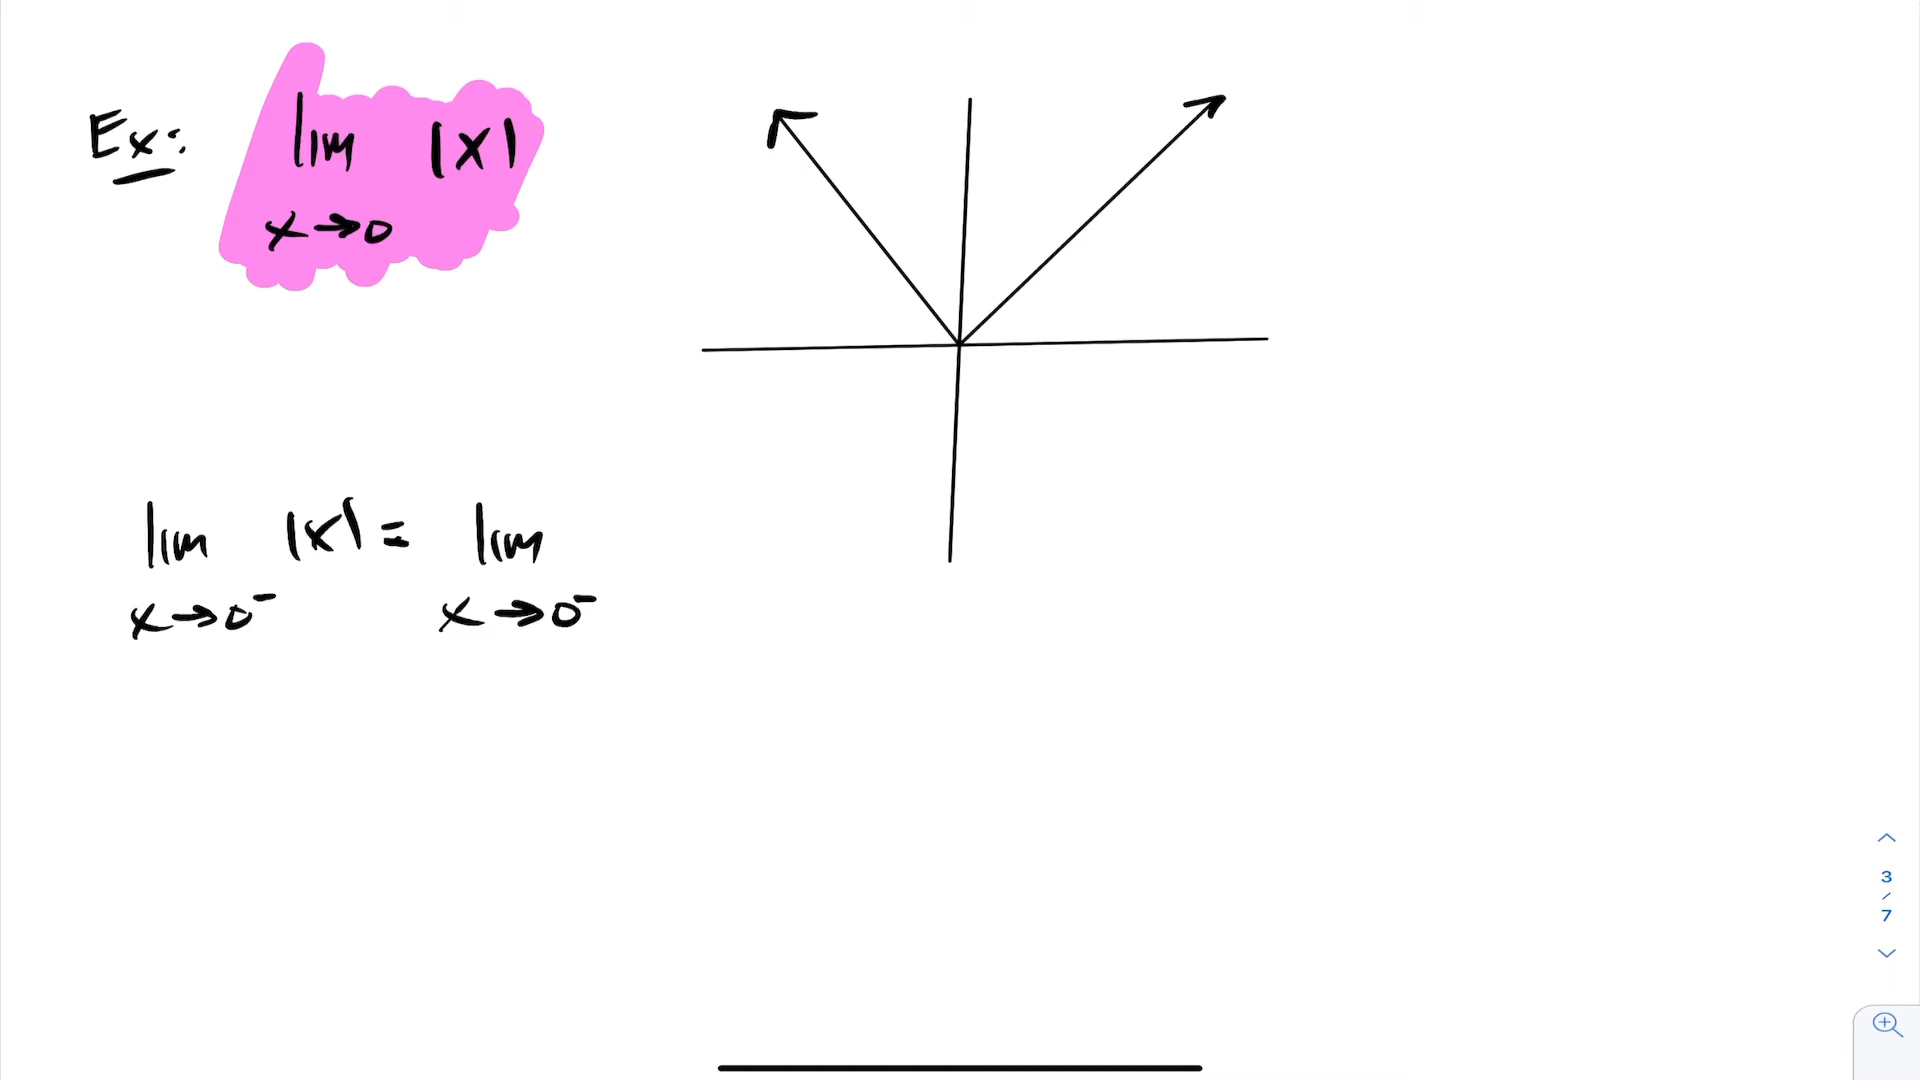 Ex: lim |x|
x→0
lim |x| = lim
x→0⁻ x→0⁻
3
/
7